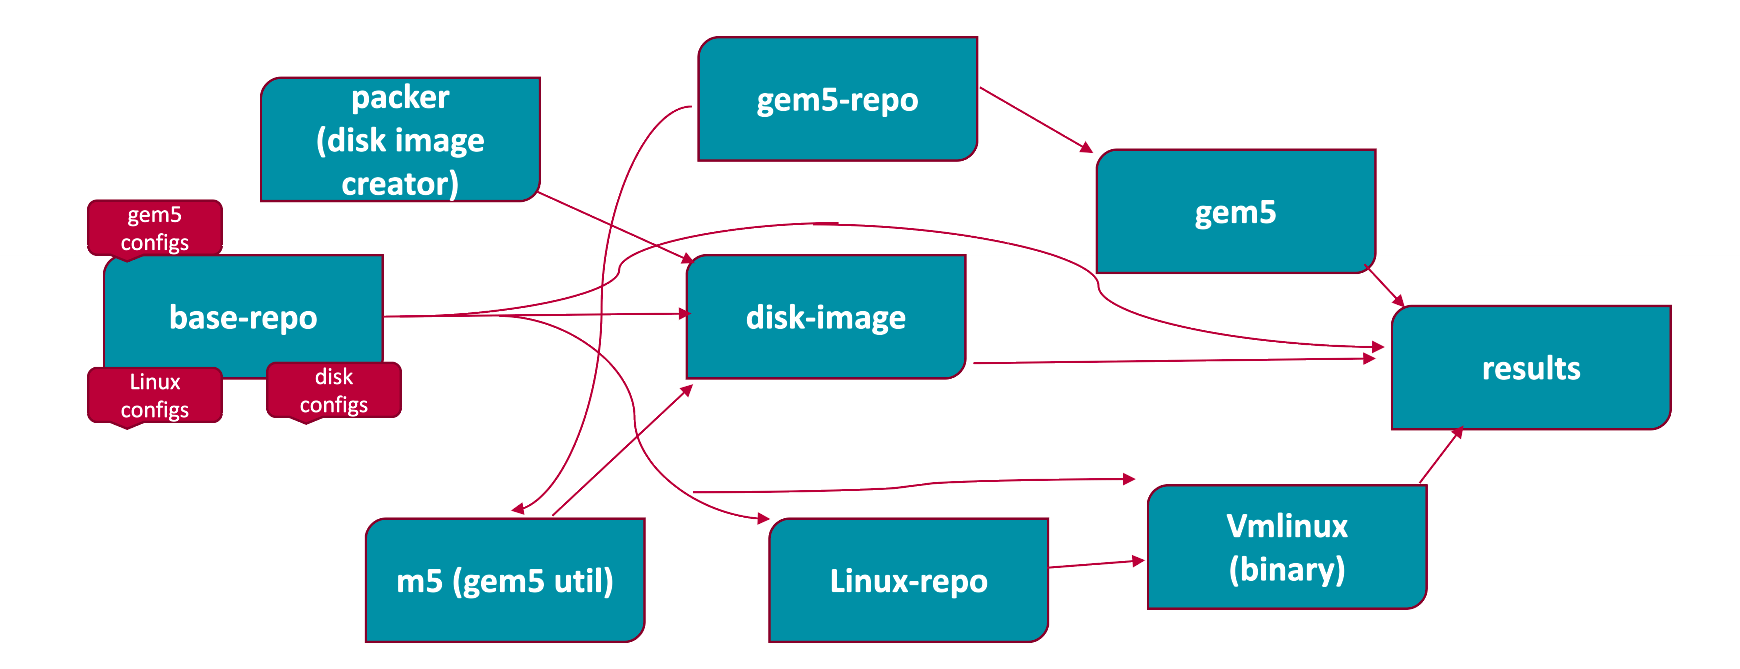 gem5-repo
packer
(disk image
creator)
gem5
gem5
configs
base-repo
Linux
configs
disk
configs
disk-image
results
m5 (gem5 util)
Linux-repo
Vmlinux
(binary)